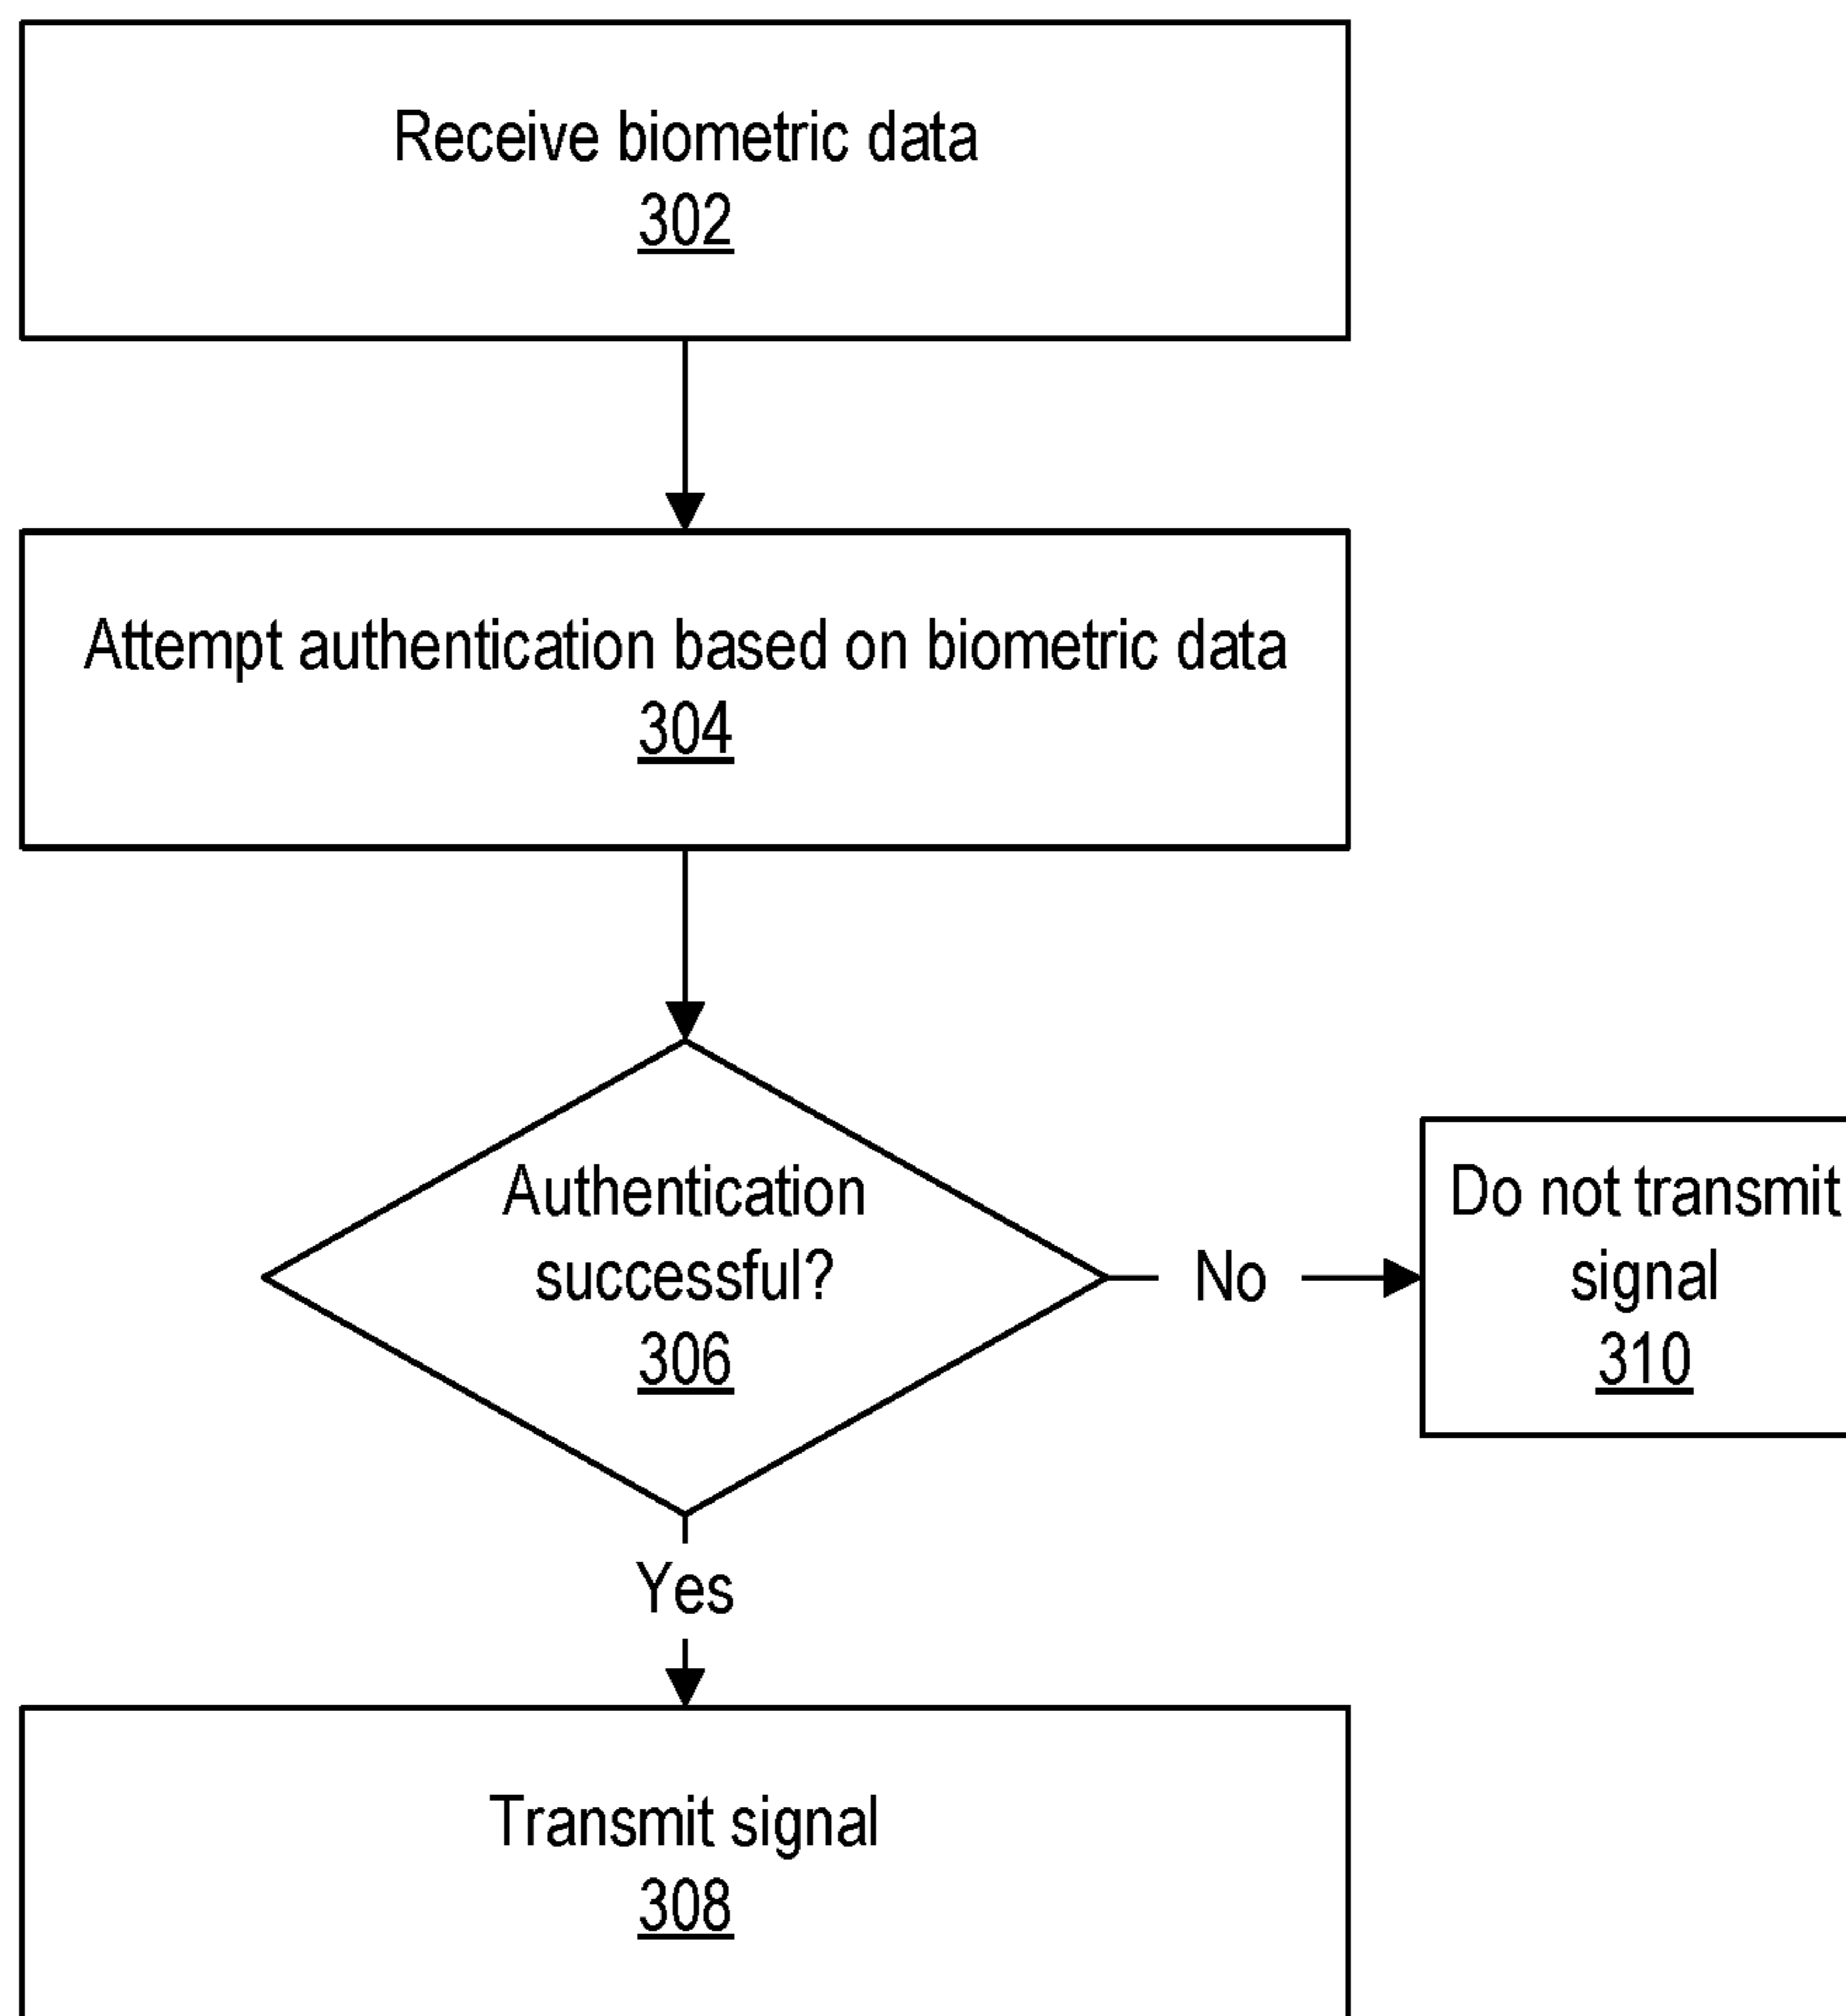 Receive biometric data
302
Attempt authentication based on biometric data
304
Authentication
successful?
306
No
Do not transmit
signal
310
Yes
Transmit signal
308